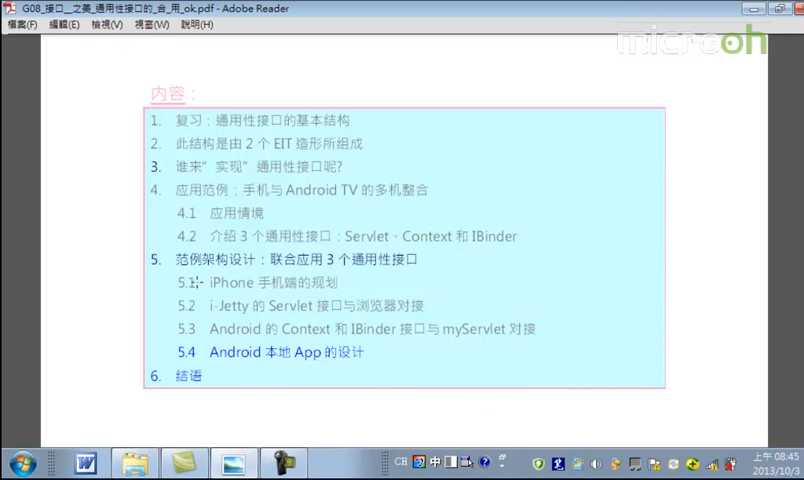 G08_接口__之美_通用性接口的_合_用_ok.pdf - Adobe Reader
檔案(F) 編輯(E) 檢視(V) 視窗(W) 說明(H)
microoh
内容：
1. 复习：通用性接口的基本结构
2. 此结构是由 2 个 EIT 造形所组成
3. 谁来"实现"通用性接口呢?
4. 应用范例：手机与 Android TV 的多机整合
4.1 应用情境
4.2 介绍 3 个通用性接口：Servlet、Context 和 IBinder
5. 范例架构设计：联合应用 3 个通用性接口
5.1 iPhone 手机端的规划
5.2 i-Jetty 的 Servlet 接口与浏览器对接
5.3 Android 的 Context 和 IBinder 接口与 myServlet 对接
5.4 Android 本地 App 的设计
6. 结语
CH 中
上午 08:45
2013/10/3